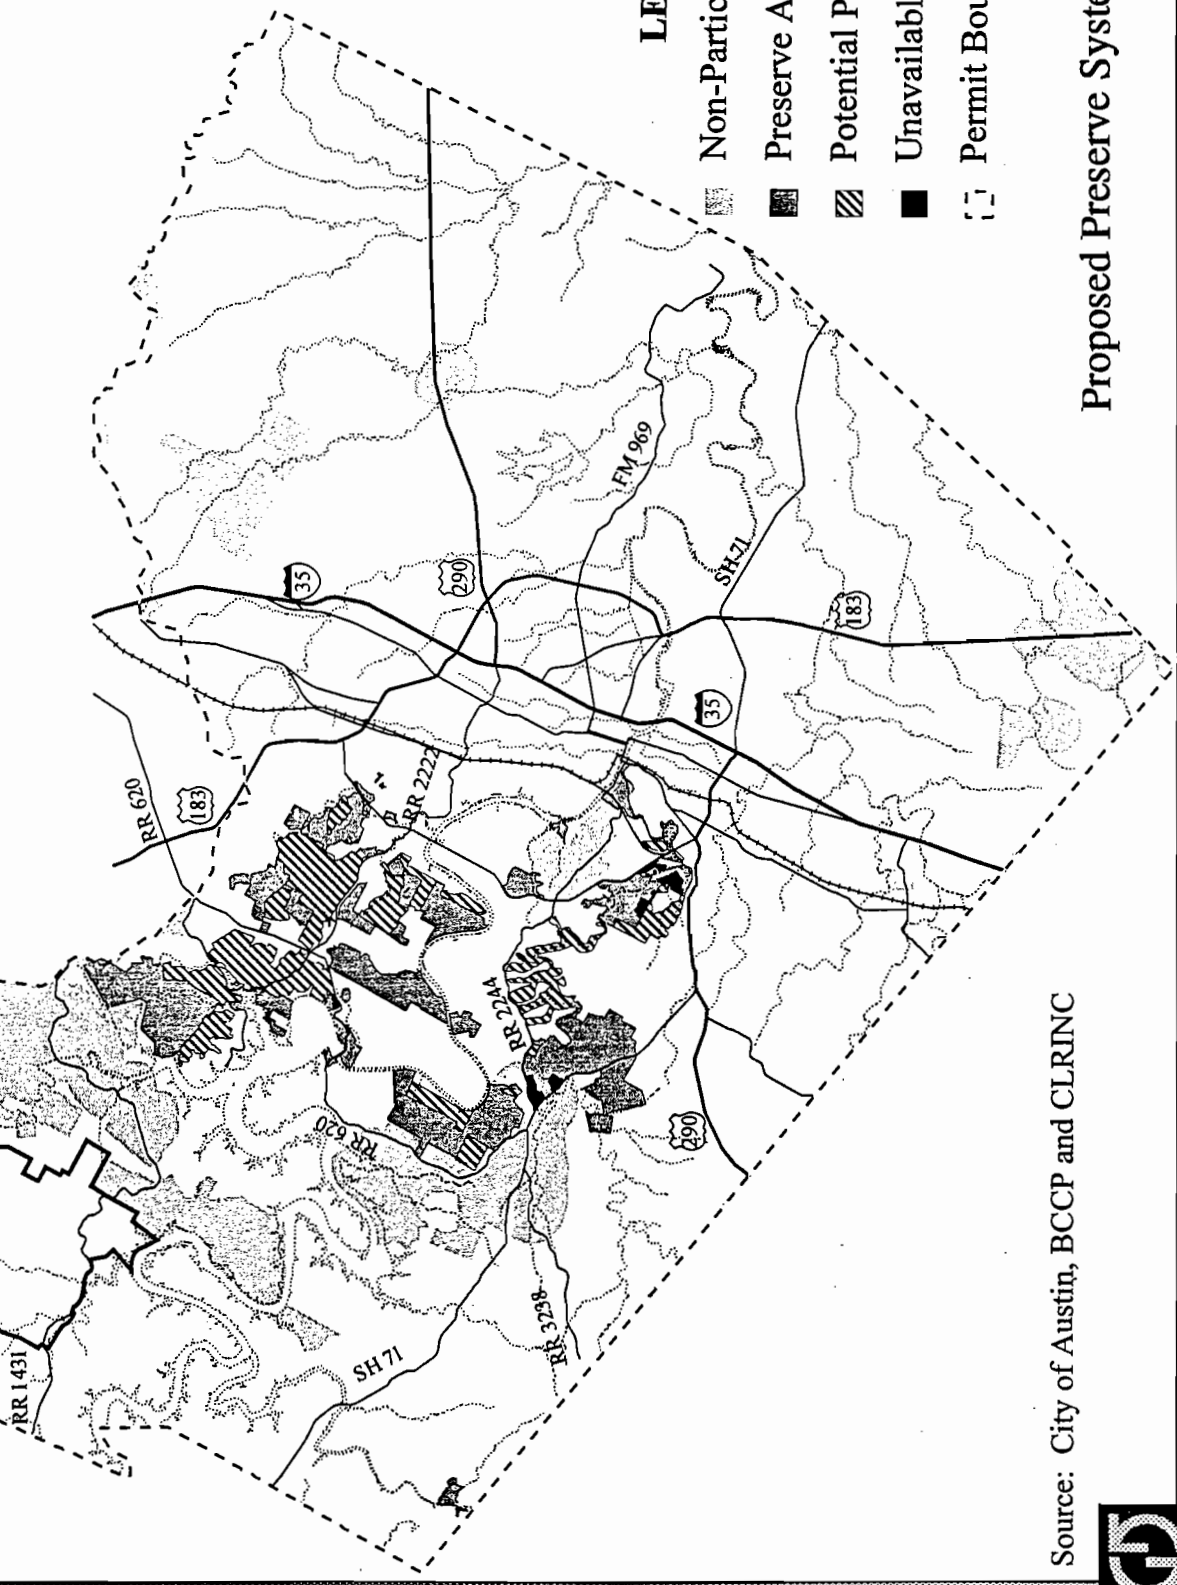 LE
Non-Partic
Preserve A
Potential P
Unavailabl
Permit Bou
Proposed Preserve Syste
Source: City of Austin, BCCP and CLRINC
RR 1431
SH 71
RR 3238
RR 620
RR 2244
290
RR 620
183
RR 2222
35
290
FM 969
SH 71
35
183